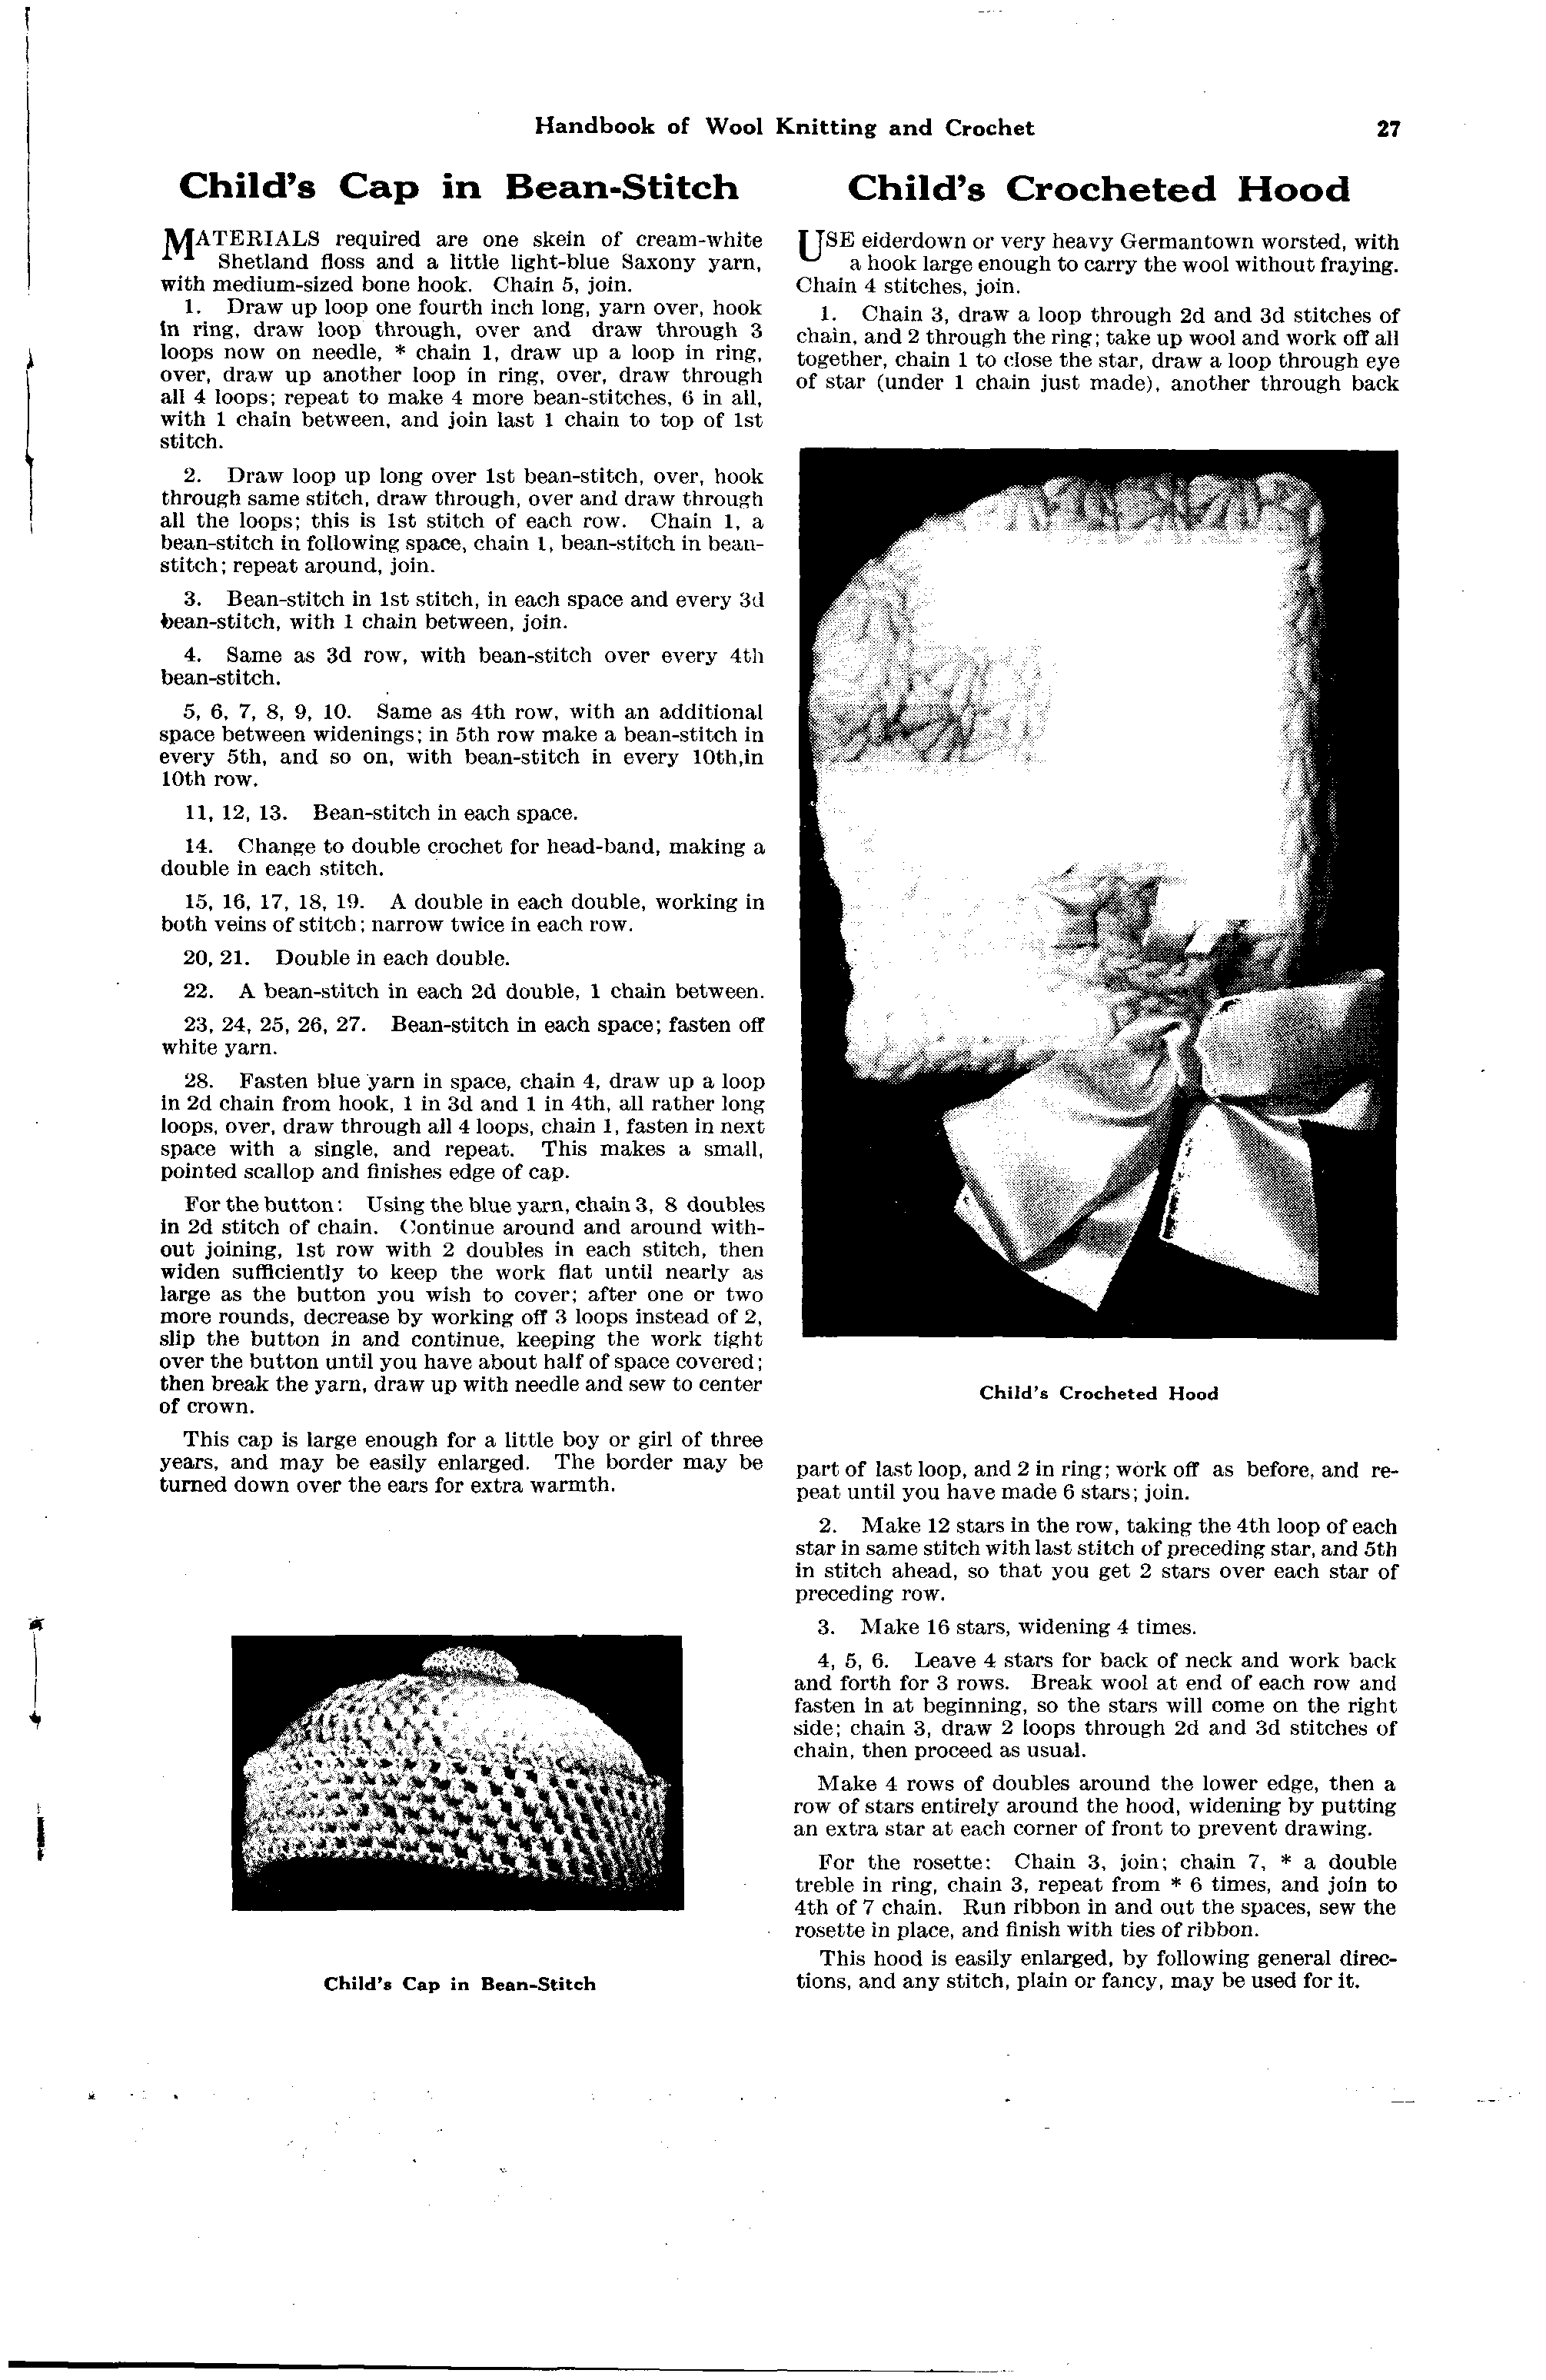 Handbook of Wool Knitting and Crochet
27
Child's Cap in Bean-Stitch
MATERIALS required are one skein of cream-white
Shetland floss and a little light-blue Saxony yarn,
with medium-sized bone hook. Chain 5, join.
1. Draw up loop one fourth inch long, yarn over, hook
in ring, draw loop through, over and draw through 3
loops now on needle, * chain 1, draw up a loop in ring,
over, draw up another loop in ring, over, draw through
all 4 loops; repeat to make 4 more bean-stitches, 6 in all,
with 1 chain between, and join last 1 chain to top of 1st
stitch.
2. Draw loop up long over 1st bean-stitch, over, hook
through same stitch, draw through, over and draw through
all the loops; this is 1st stitch of each row. Chain 1, a
bean-stitch in following space, chain 1, bean-stitch in bean-
stitch; repeat around, join.
3. Bean-stitch in 1st stitch, in each space and every 3d
bean-stitch, with 1 chain between, join.
4. Same as 3d row, with bean-stitch over every 4th
bean-stitch.
5, 6, 7, 8, 9, 10. Same as 4th row, with an additional
space between widenings; in 5th row make a bean-stitch in
every 5th, and so on, with bean-stitch in every 10th,in
10th row.
11, 12, 13. Bean-stitch in each space.
14. Change to double crochet for head-band, making a
double in each stitch.
15, 16, 17, 18, 19. A double in each double, working in
both veins of stitch; narrow twice in each row.
20, 21. Double in each double.
22. A bean-stitch in each 2d double, 1 chain between.
23, 24, 25, 26, 27. Bean-stitch in each space; fasten off
white yarn.
28. Fasten blue yarn in space, chain 4, draw up a loop
in 2d chain from hook, 1 in 3d and 1 in 4th, all rather long
loops, over, draw through all 4 loops, chain 1, fasten in next
space with a single, and repeat. This makes a small,
pointed scallop and finishes edge of cap.
For the button: Using the blue yarn, chain 3, 8 doubles
in 2d stitch of chain. Continue around and around with-
out joining, 1st row with 2 doubles in each stitch, then
widen sufficiently to keep the work flat until nearly as
large as the button you wish to cover; after one or two
more rounds, decrease by working off 3 loops instead of 2,
slip the button in and continue, keeping the work tight
over the button until you have about half of space covered;
then break the yarn, draw up with needle and sew to center
of crown.
This cap is large enough for a little boy or girl of three
years, and may be easily enlarged. The border may be
turned down over the ears for extra warmth.
Child's Cap in Bean-Stitch
Child's Crocheted Hood
USE eiderdown or very heavy Germantown worsted, with
a hook large enough to carry the wool without fraying.
Chain 4 stitches, join.
1. Chain 3, draw a loop through 2d and 3d stitches of
chain, and 2 through the ring; take up wool and work off all
together, chain 1 to close the star, draw a loop through eye
of star (under 1 chain just made), another through back
Child's Crocheted Hood
part of last loop, and 2 in ring; work off as before, and re-
peat until you have made 6 stars; join.
2. Make 12 stars in the row, taking the 4th loop of each
star in same stitch with last stitch of preceding star, and 5th
in stitch ahead, so that you get 2 stars over each star of
preceding row.
3. Make 16 stars, widening 4 times.
4, 5, 6. Leave 4 stars for back of neck and work back
and forth for 3 rows. Break wool at end of each row and
fasten in at beginning, so the stars will come on the right
side; chain 3, draw 2 loops through 2d and 3d stitches of
chain, then proceed as usual.
Make 4 rows of doubles around the lower edge, then a
row of stars entirely around the hood, widening by putting
an extra star at each corner of front to prevent drawing.
For the rosette: Chain 3, join; chain 7, * a double
treble in ring, chain 3, repeat from * 6 times, and join to
4th of 7 chain. Run ribbon in and out the spaces, sew the
rosette in place, and finish with ties of ribbon.
This hood is easily enlarged, by following general direc-
tions, and any stitch, plain or fancy, may be used for it.